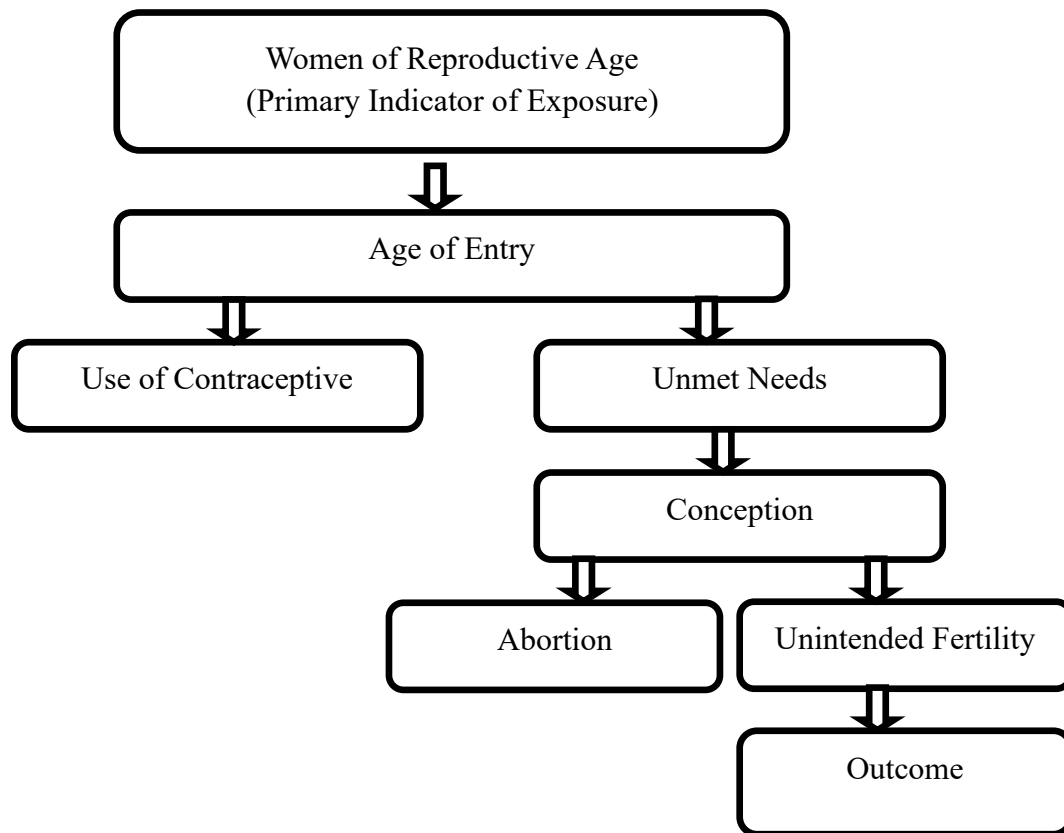 Women of Reproductive Age
(Primary Indicator of Exposure)
Age of Entry
Use of Contraceptive
Unmet Needs
Conception
Abortion
Unintended Fertility
Outcome